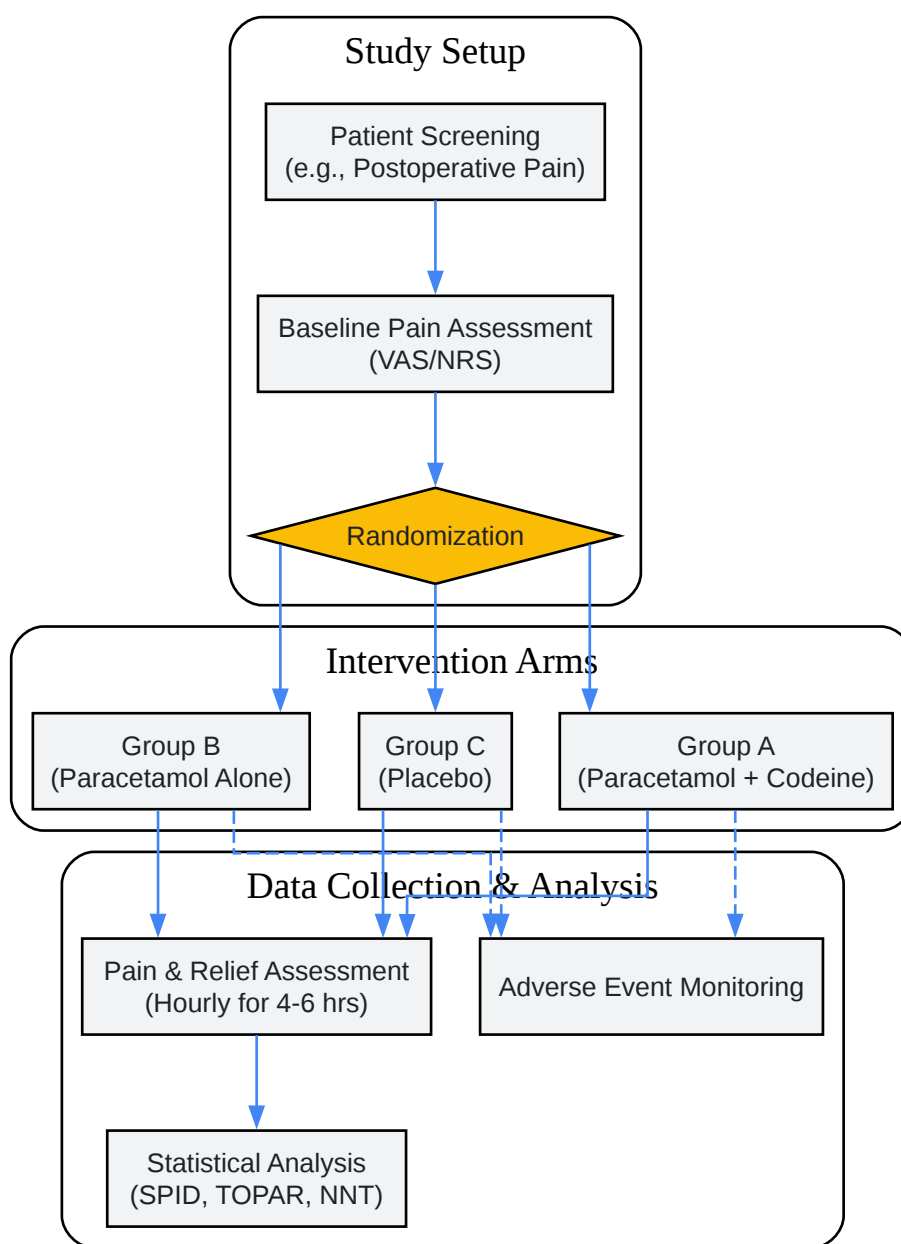 Study Setup
Patient Screening
(e.g., Postoperative Pain)
Baseline Pain Assessment
(VAS/NRS)
Randomization
Intervention Arms
Group B
(Paracetamol Alone)
Group C
(Placebo)
Group A
(Paracetamol + Codeine)
Data Collection & Analysis
Pain & Relief Assessment
(Hourly for 4-6 hrs)
Adverse Event Monitoring
Statistical Analysis
(SPID, TOPAR, NNT)